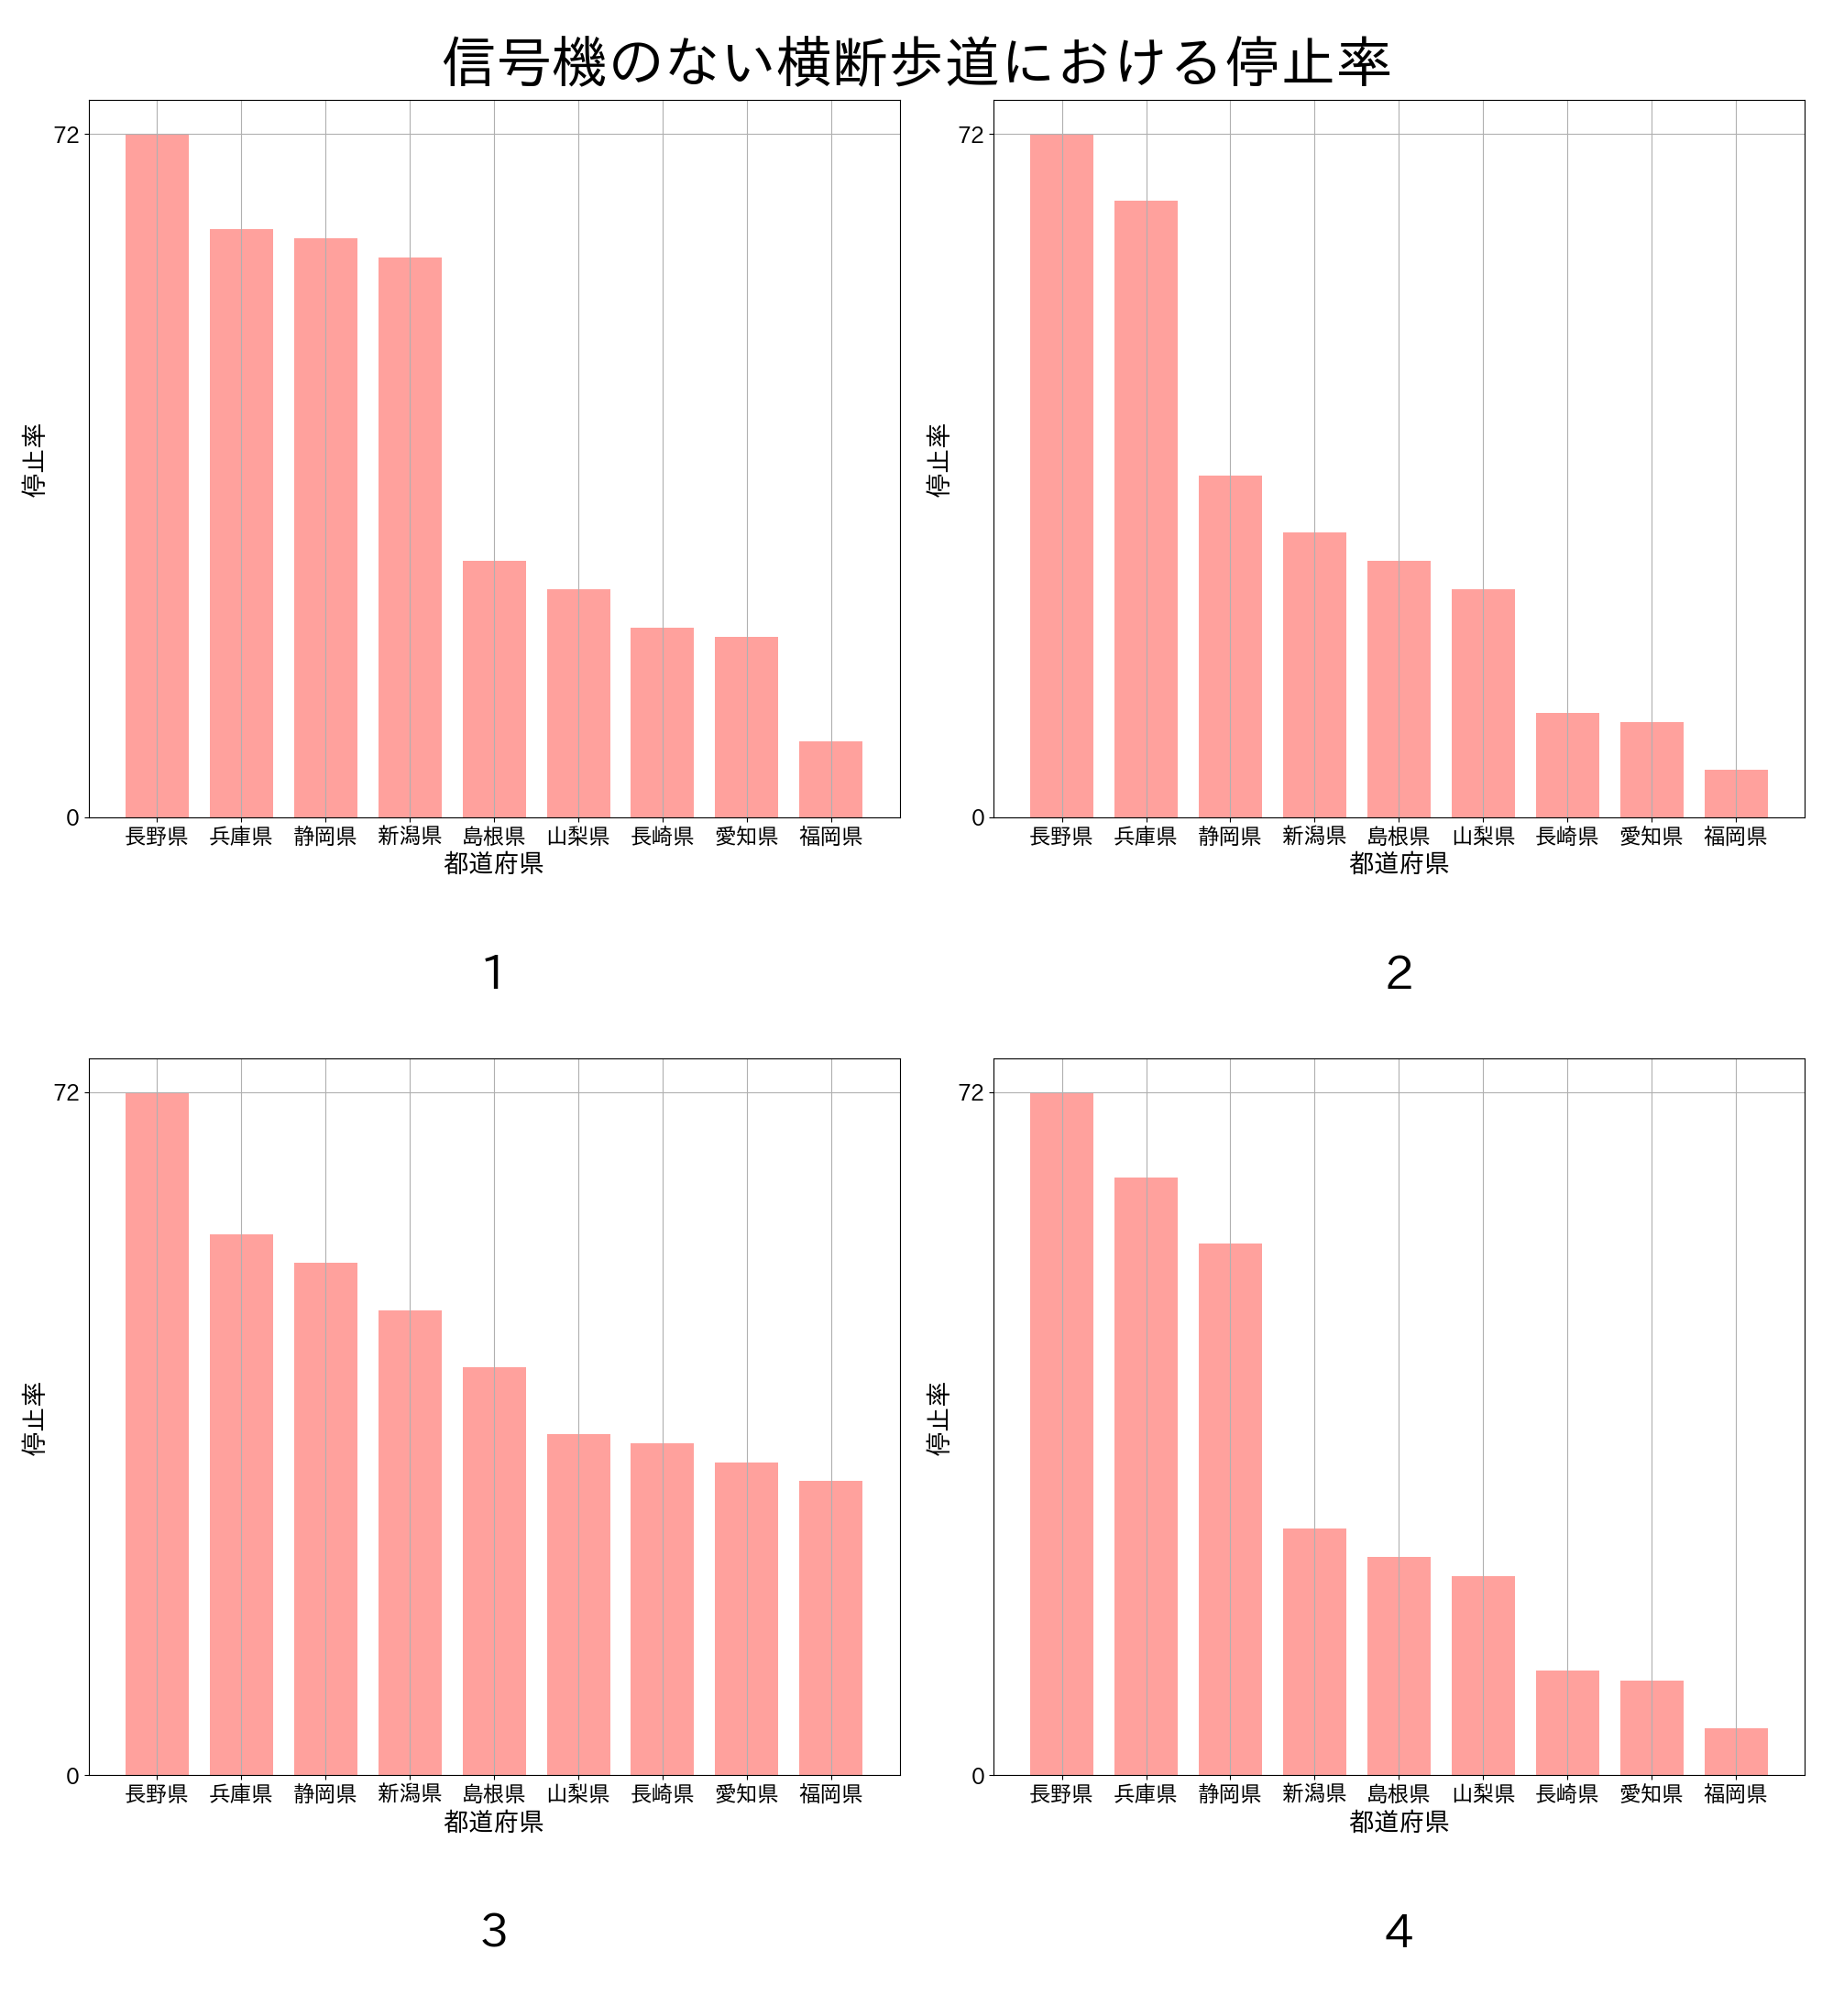 信号機のない横断歩道における停止率
72
0
停止率
長野県 兵庫県 静岡県 新潟県 島根県 山梨県 長崎県 愛知県 福岡県
都道府県
1
72
0
停止率
長野県 兵庫県 静岡県 新潟県 島根県 山梨県 長崎県 愛知県 福岡県
都道府県
2
72
0
停止率
長野県 兵庫県 静岡県 新潟県 島根県 山梨県 長崎県 愛知県 福岡県
都道府県
3
72
0
停止率
長野県 兵庫県 静岡県 新潟県 島根県 山梨県 長崎県 愛知県 福岡県
都道府県
4